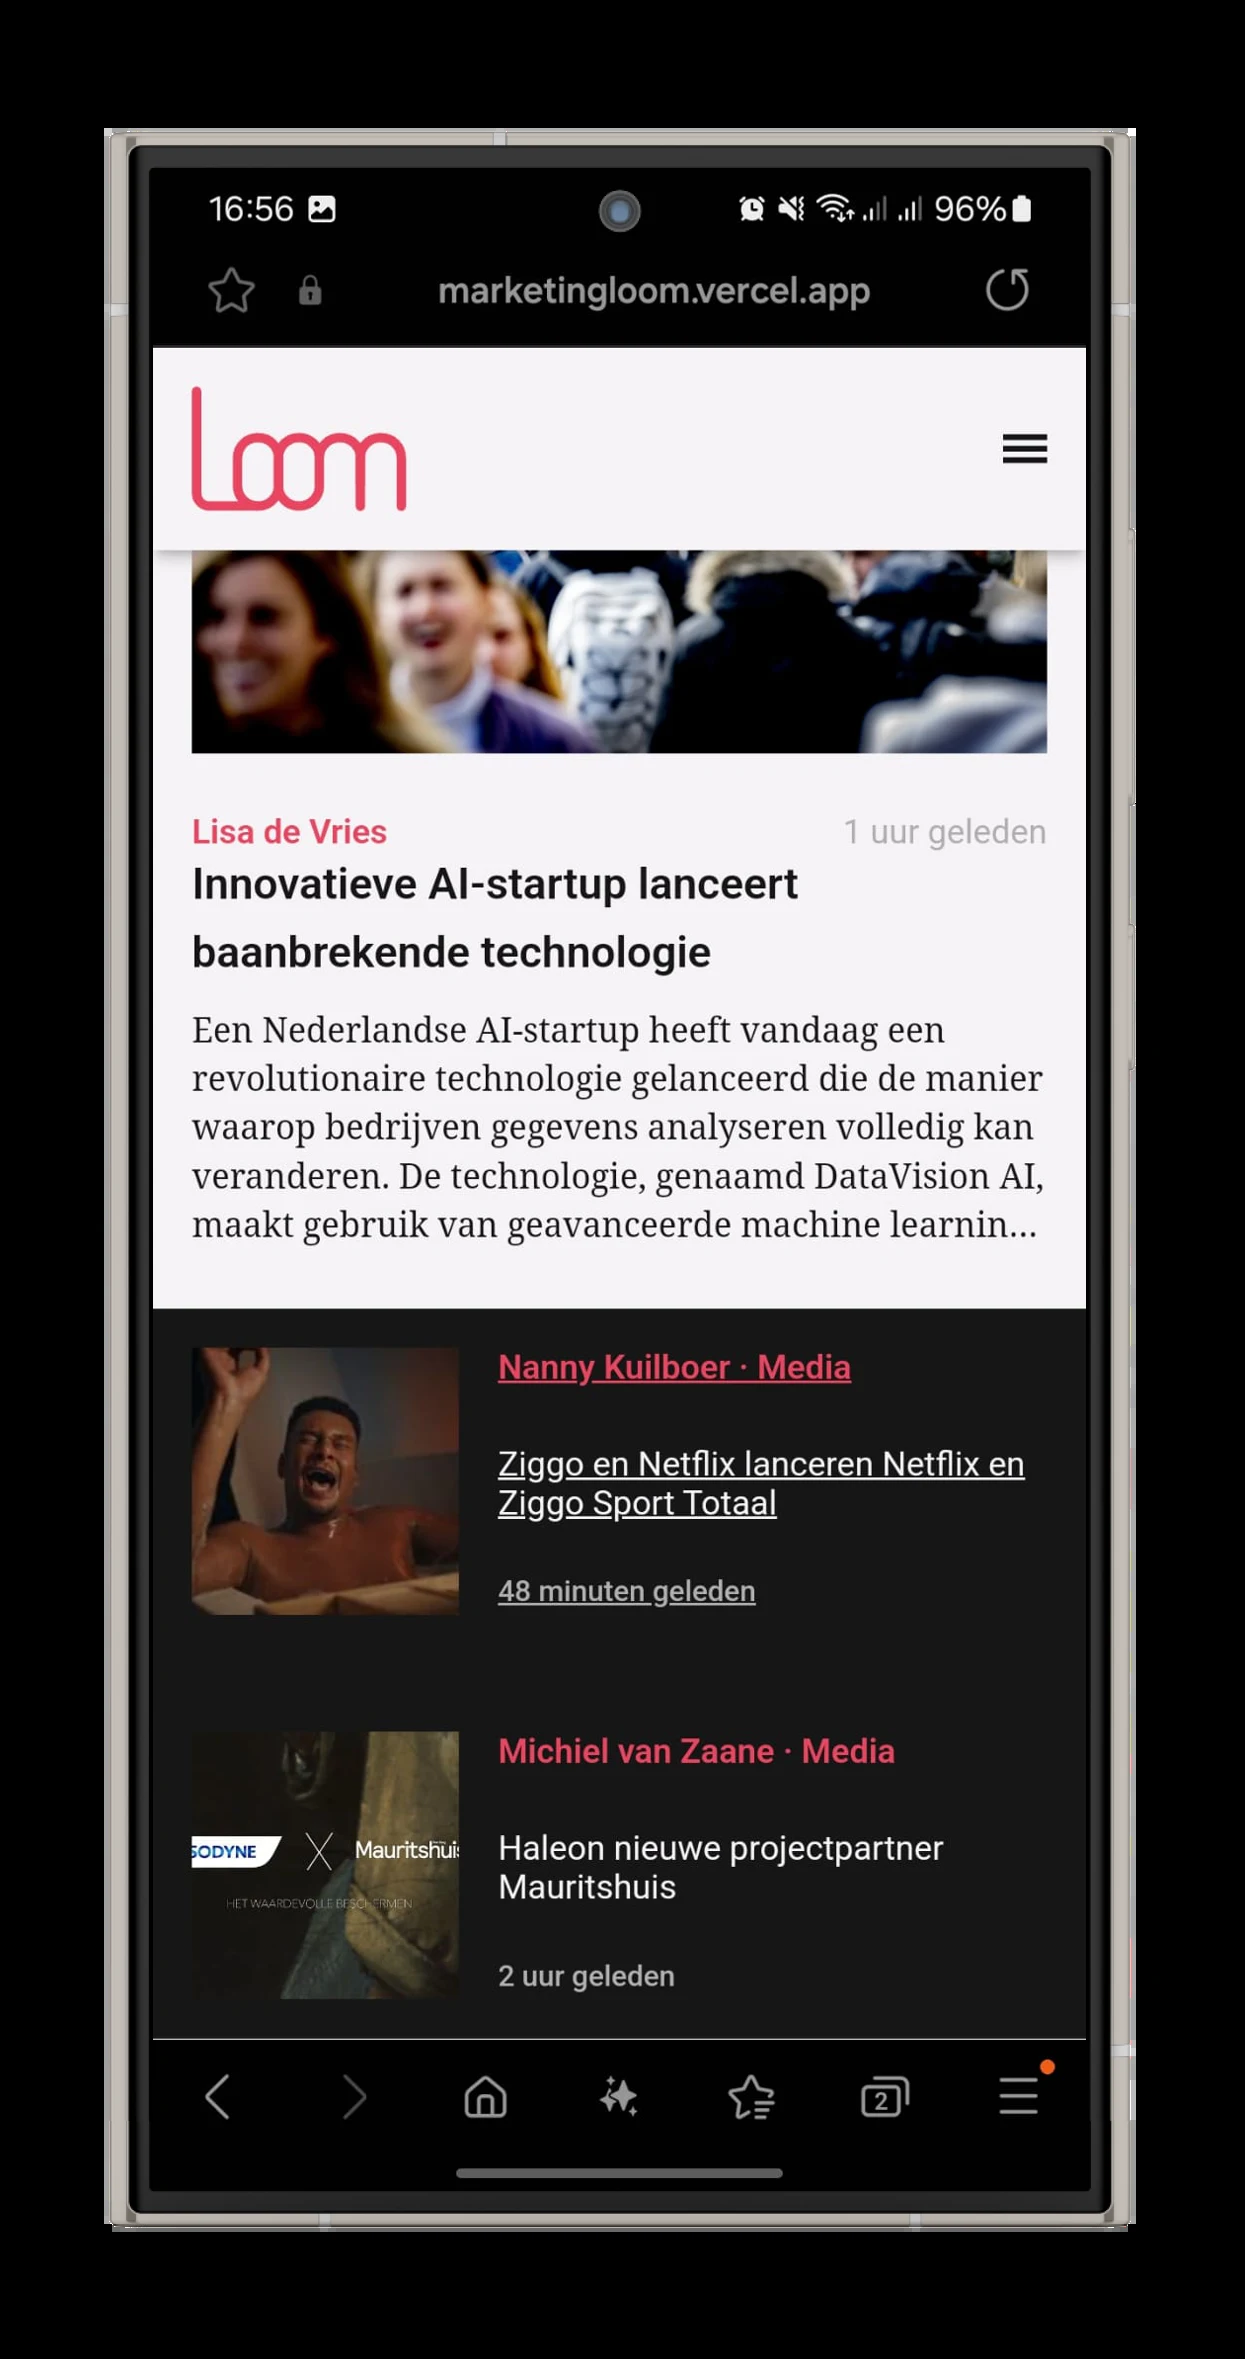 16:56
96%
marketingloom.vercel.app
Loom
Lisa de Vries
1 uur geleden
Innovatieve AI-startup lanceert
baanbrekende technologie
Een Nederlandse AI-startup heeft vandaag een
revolutionaire technologie gelanceerd die de manier
waarop bedrijven gegevens analyseren volledig kan
veranderen. De technologie, genaamd DataVision AI,
maakt gebruik van geavanceerde machine learnin...
Nanny Kuilboer · Media
Ziggo en Netflix lanceren Netflix en
Ziggo Sport Totaal
48 minuten geleden
Michiel van Zaane · Media
SODYNE X Mauritshuis
HET WAARDEVOLLE BESCHERMEN
Haleon nieuwe projectpartner
Mauritshuis
2 uur geleden
2